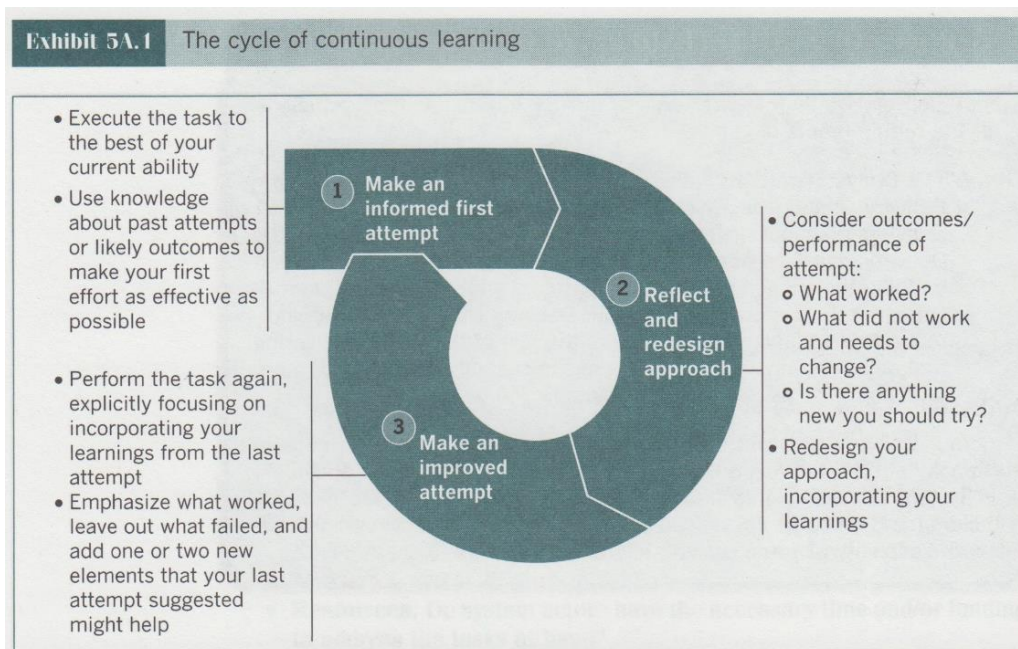 Exhibit 5A.1 The cycle of continuous learning
• Execute the task to
the best of your
current ability
• Use knowledge
about past attempts
or likely outcomes to
make your first
effort as effective as
possible
1 Make an
informed first
attempt
2 Reflect
and
redesign
approach
• Consider outcomes/
performance of
attempt:
o What worked?
o What did not work
and needs to
change?
o Is there anything
new you should try?
• Redesign your
approach,
incorporating your
learnings
3 Make an
improved
attempt
• Perform the task again,
explicitly focusing on
incorporating your
learnings from the last
attempt
• Emphasize what worked,
leave out what failed, and
add one or two new
elements that your last
attempt suggested
might help